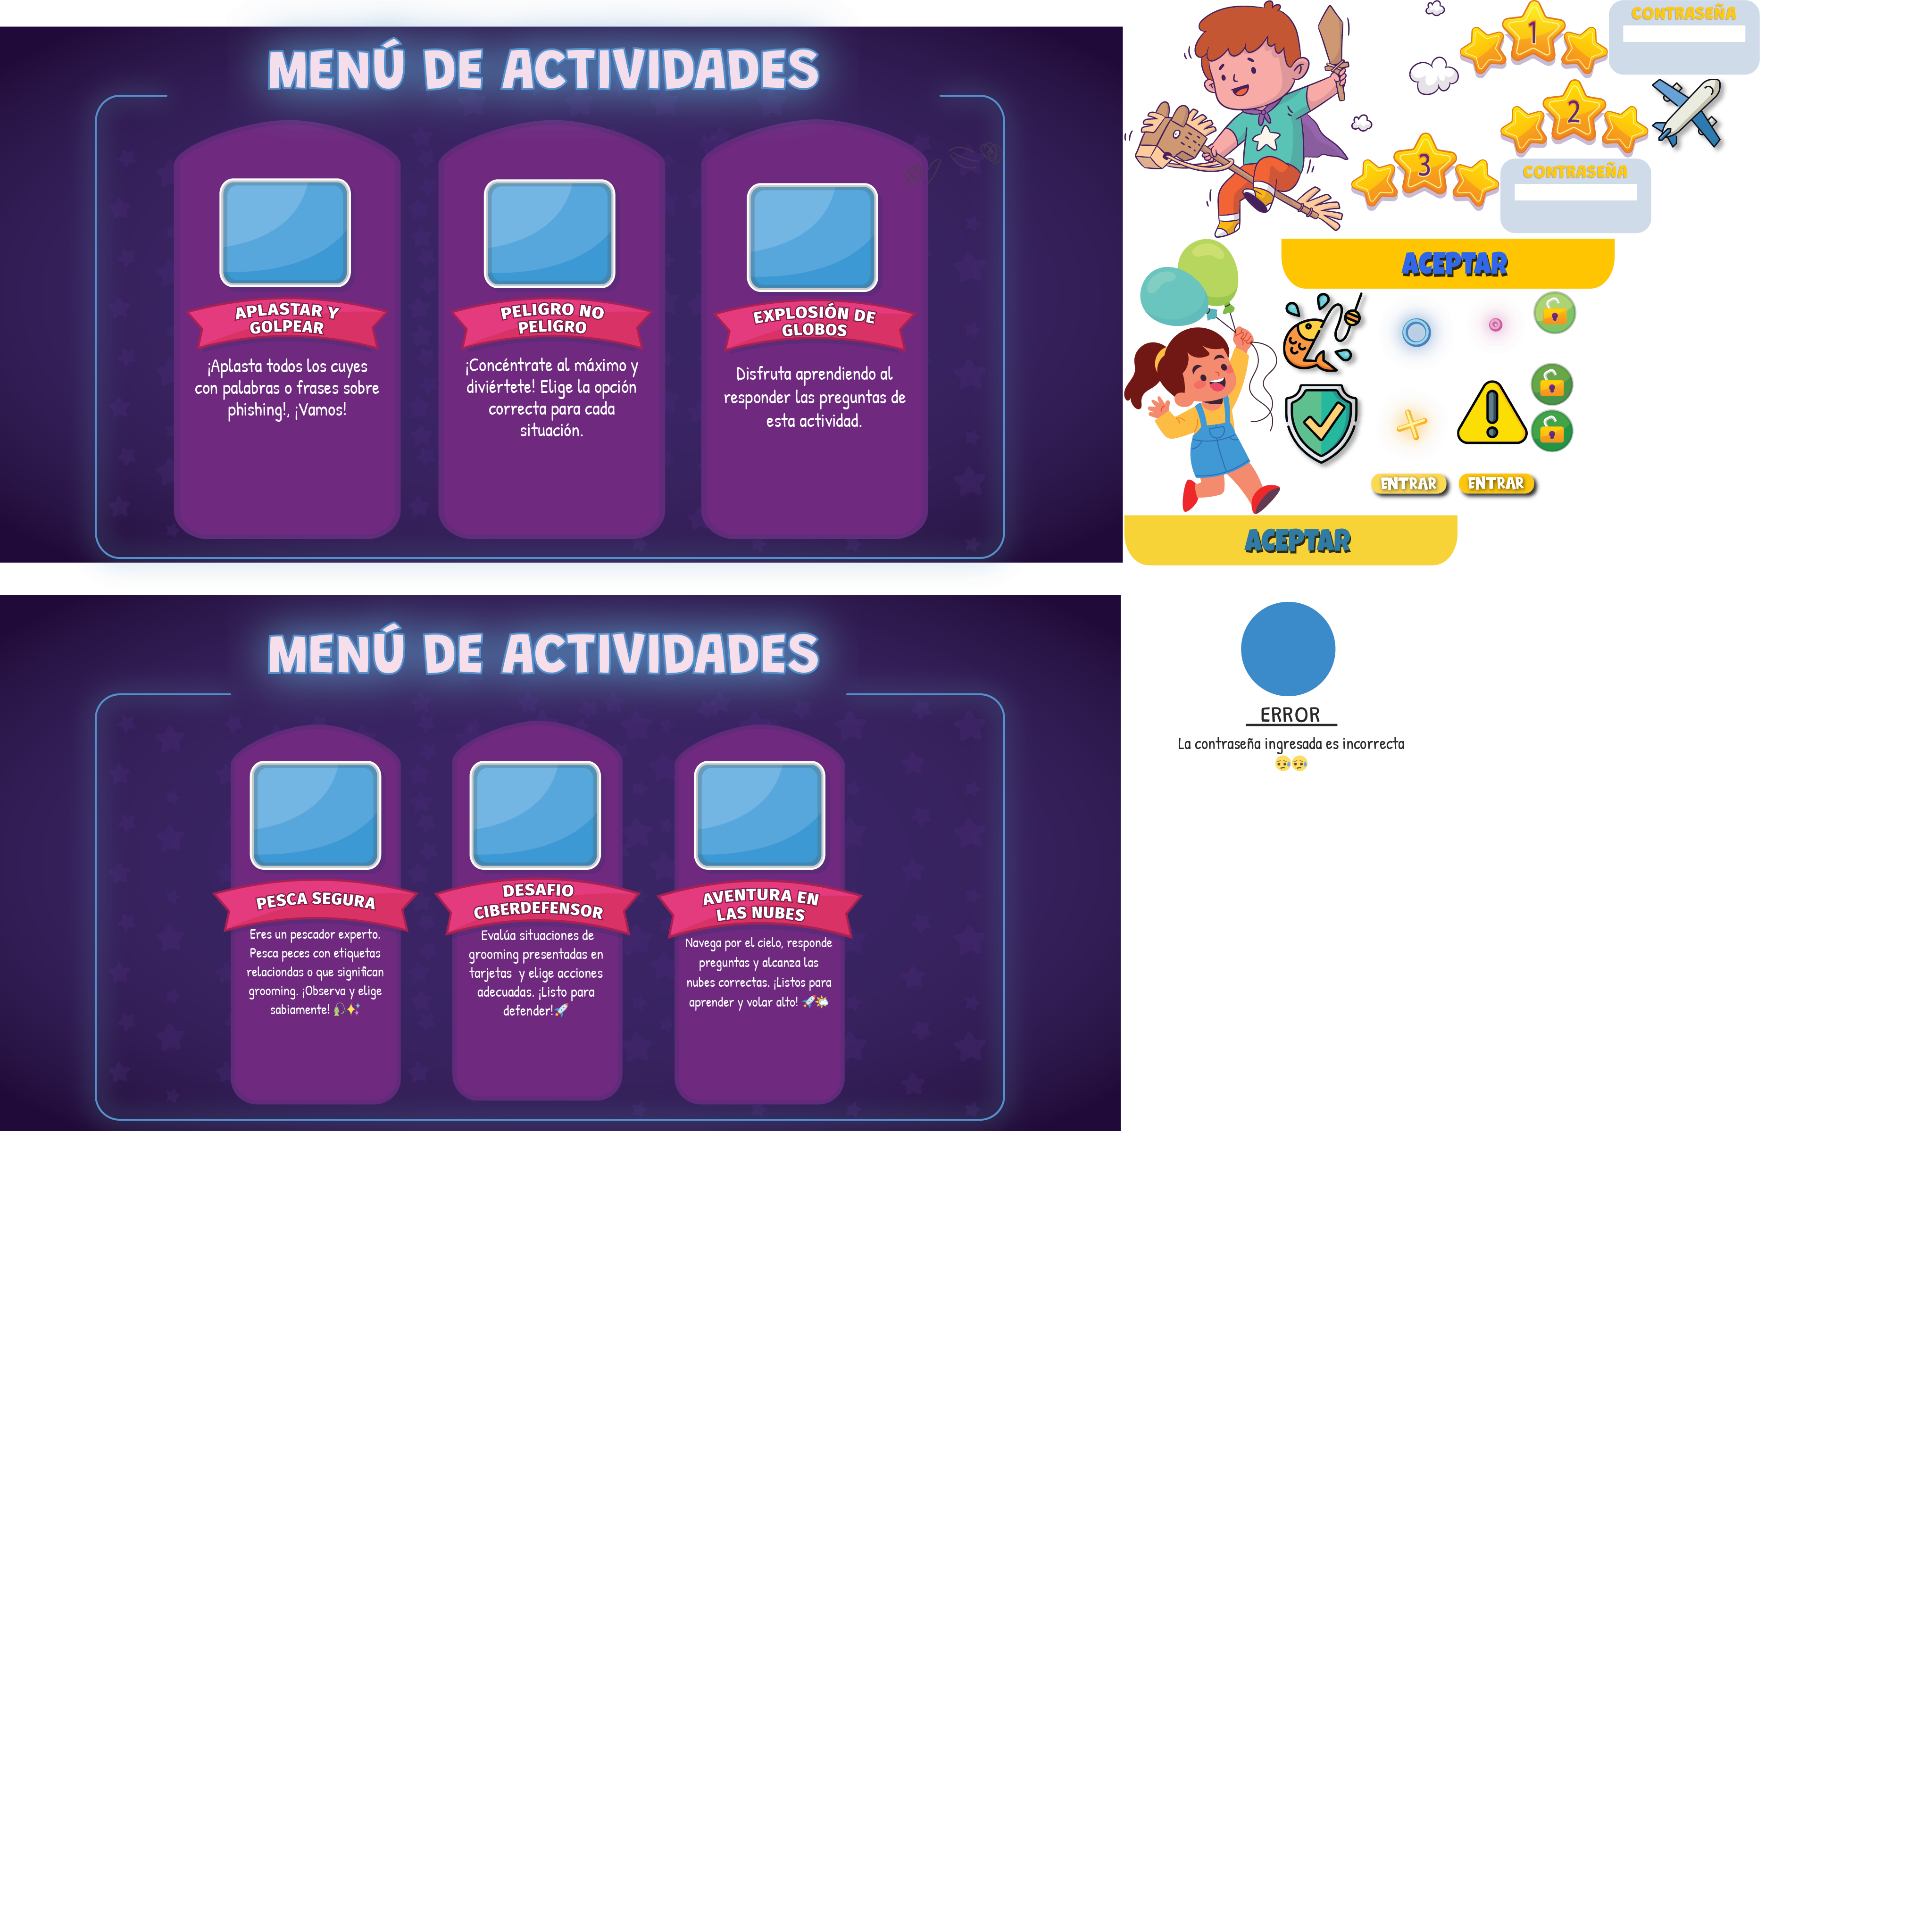 MENÚ DE ACTIVIDADES
APLASTAR Y
GOLPEAR
¡Aplasta todos los cuyes
con palabras o frases sobre
phishing!, ¡Vamos!
PELIGRO NO
PELIGRO
¡Concéntrate al máximo y
diviértete! Elige la opción
correcta para cada
situación.
EXPLOSIÓN DE
GLOBOS
Disfruta aprendiendo al
responder las preguntas de
esta actividad.
1
CONTRASEÑA
2
3
CONTRASEÑA
ACEPTAR
ENTRAR
ENTRAR
ACEPTAR
MENÚ DE ACTIVIDADES
PESCA SEGURA
Eres un pescador experto.
Pesca peces con etiquetas
relaciondas o que significan
grooming. ¡Observa y elige
sabiamente! 🎣✨
DESAFIO
CIBERDEFENSOR
Evalúa situaciones de
grooming presentadas en
tarjetas y elige acciones
adecuadas. ¡Listo para
defender!🚀
AVENTURA EN
LAS NUBES
Navega por el cielo, responde
preguntas y alcanza las
nubes correctas. ¡Listos para
aprender y volar alto! 🚀🌤️
ERROR
La contraseña ingresada es incorrecta
😥😥